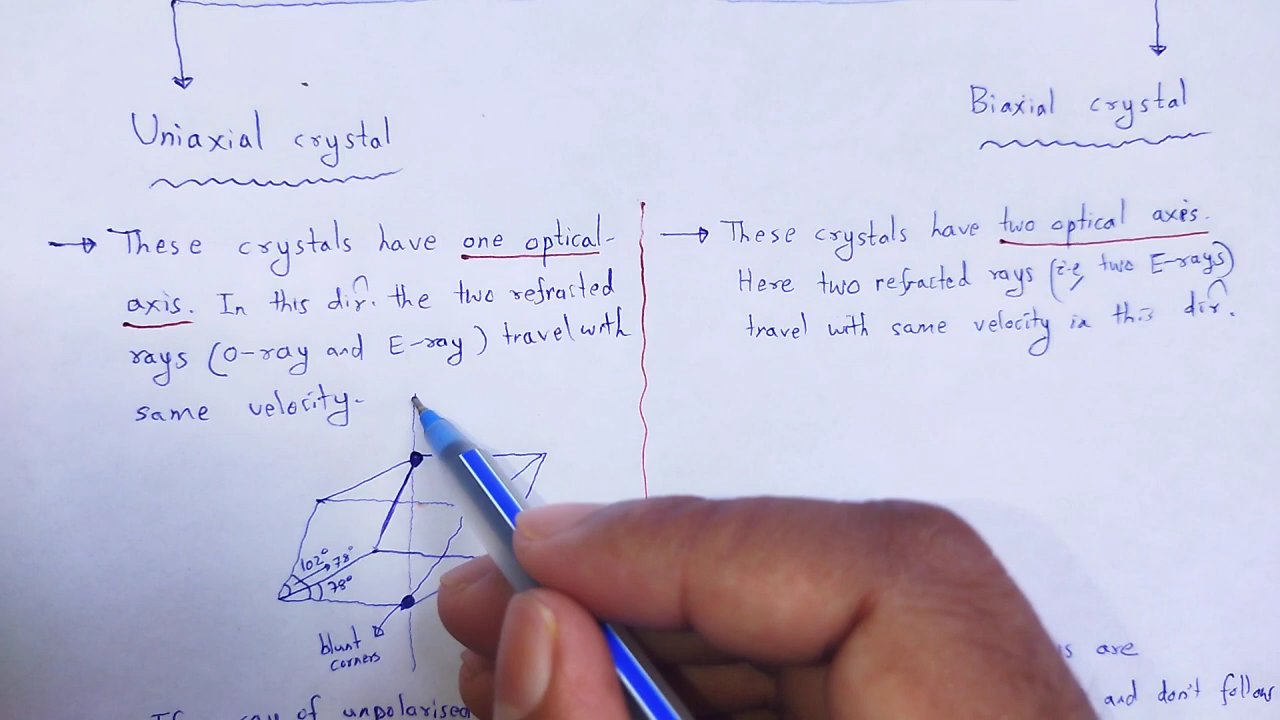 Uniaxial crystal
Biaxial crystal
→ These crystals have one optical-
axis. In this dirⁿ. the two refracted
rays (O-ray and E-ray) travel with
same velocity.
→ These crystals have two optical axes.
Here two refracted rays (i.e, two E-rays)
travel with same velocity in this dirⁿ.
102° 78°
78°
blunt
corners
of unpolarised
are
and don't follow